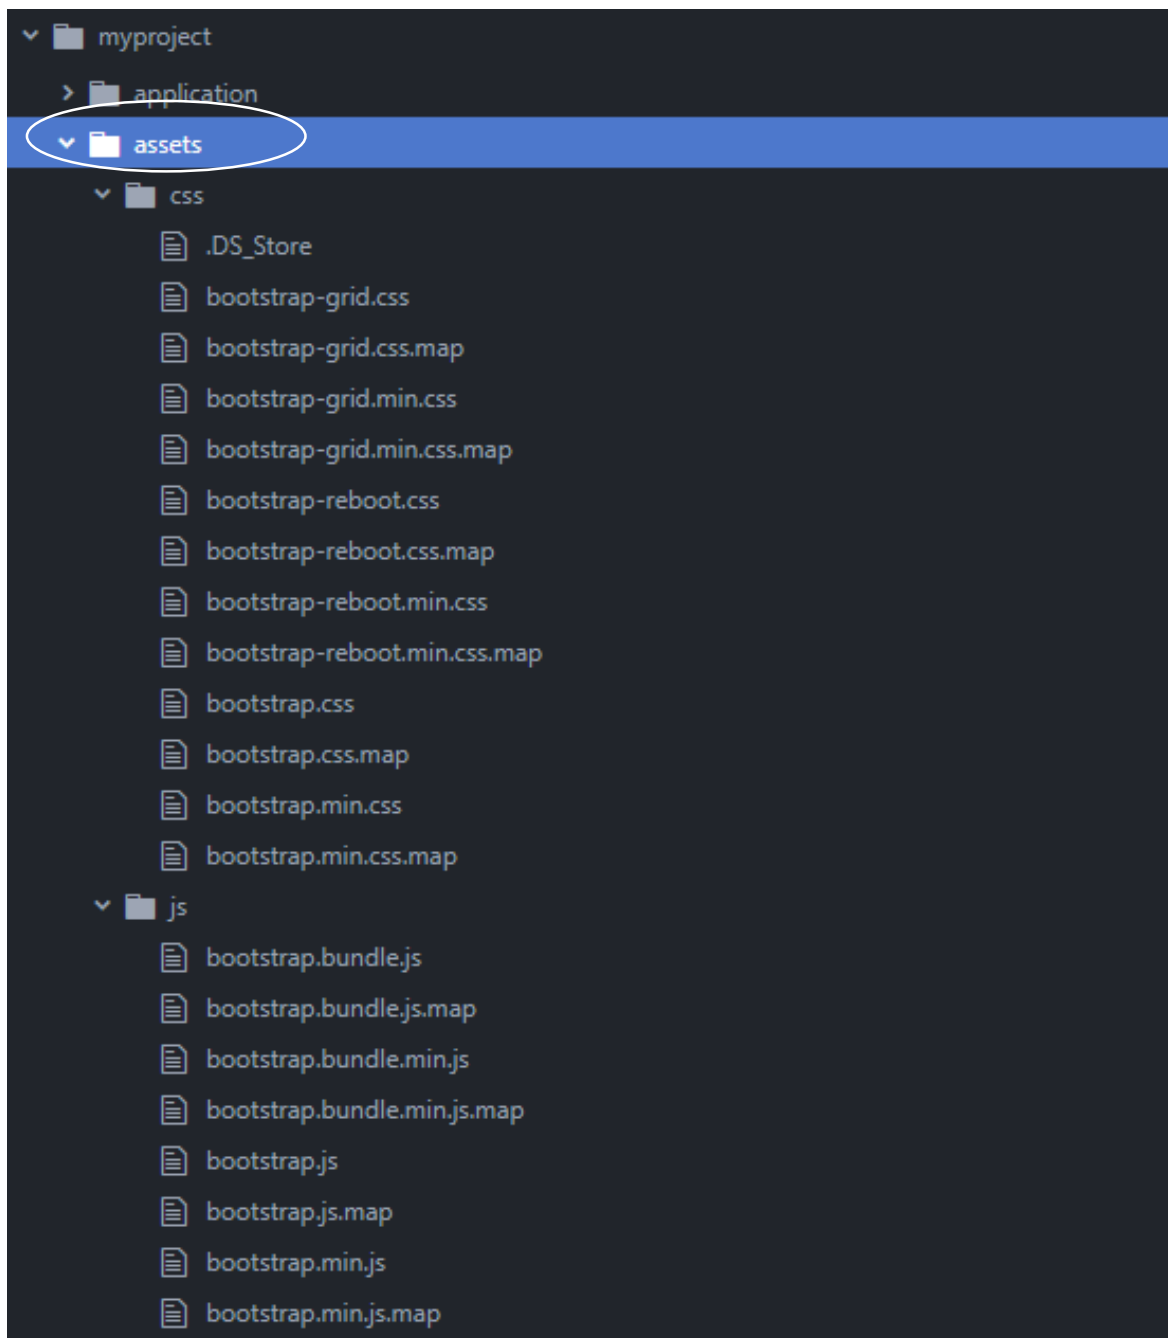 myproject
application
assets
css
.DS_Store
bootstrap-grid.css
bootstrap-grid.css.map
bootstrap-grid.min.css
bootstrap-grid.min.css.map
bootstrap-reboot.css
bootstrap-reboot.css.map
bootstrap-reboot.min.css
bootstrap-reboot.min.css.map
bootstrap.css
bootstrap.css.map
bootstrap.min.css
bootstrap.min.css.map
js
bootstrap.bundle.js
bootstrap.bundle.js.map
bootstrap.bundle.min.js
bootstrap.bundle.min.js.map
bootstrap.js
bootstrap.js.map
bootstrap.min.js
bootstrap.min.js.map